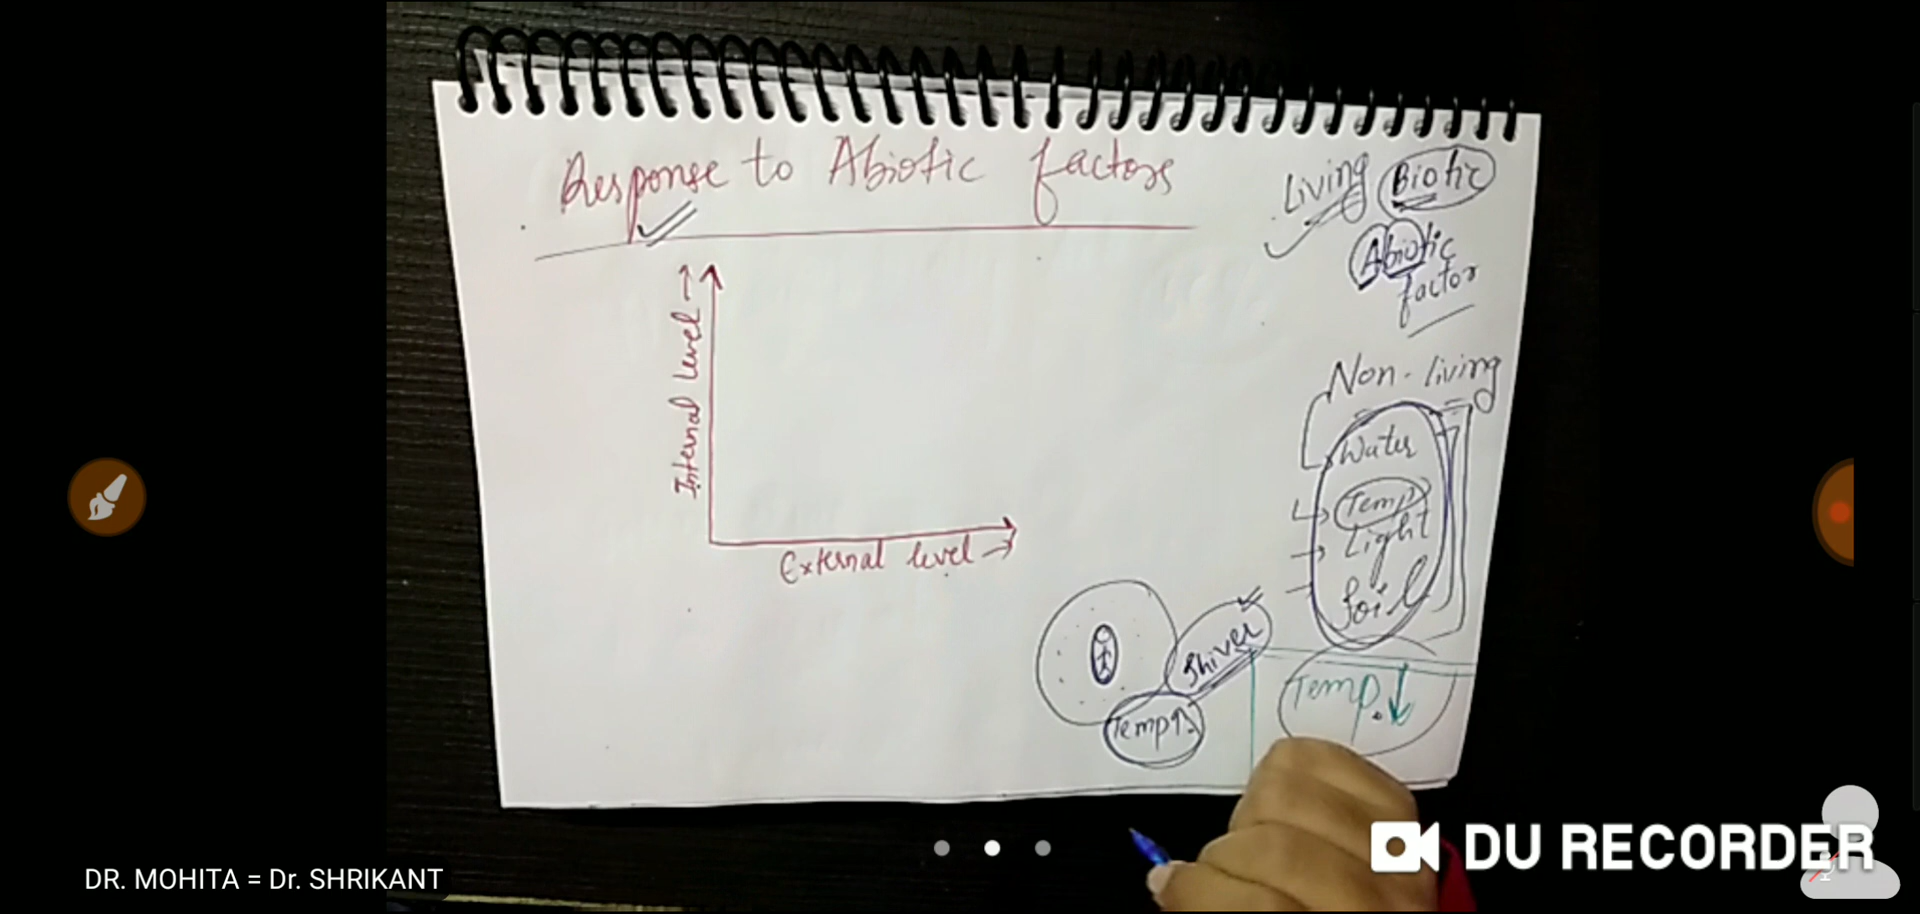 Response to Abiotic factors
Living Biotic
Abiotic
factor
Non-living
Water
Temp
Light
Soil
Internal level →
External level →
Shiver
Temp↑
Temp.↓
DR. MOHITA = Dr. SHRIKANT
DU RECORDER